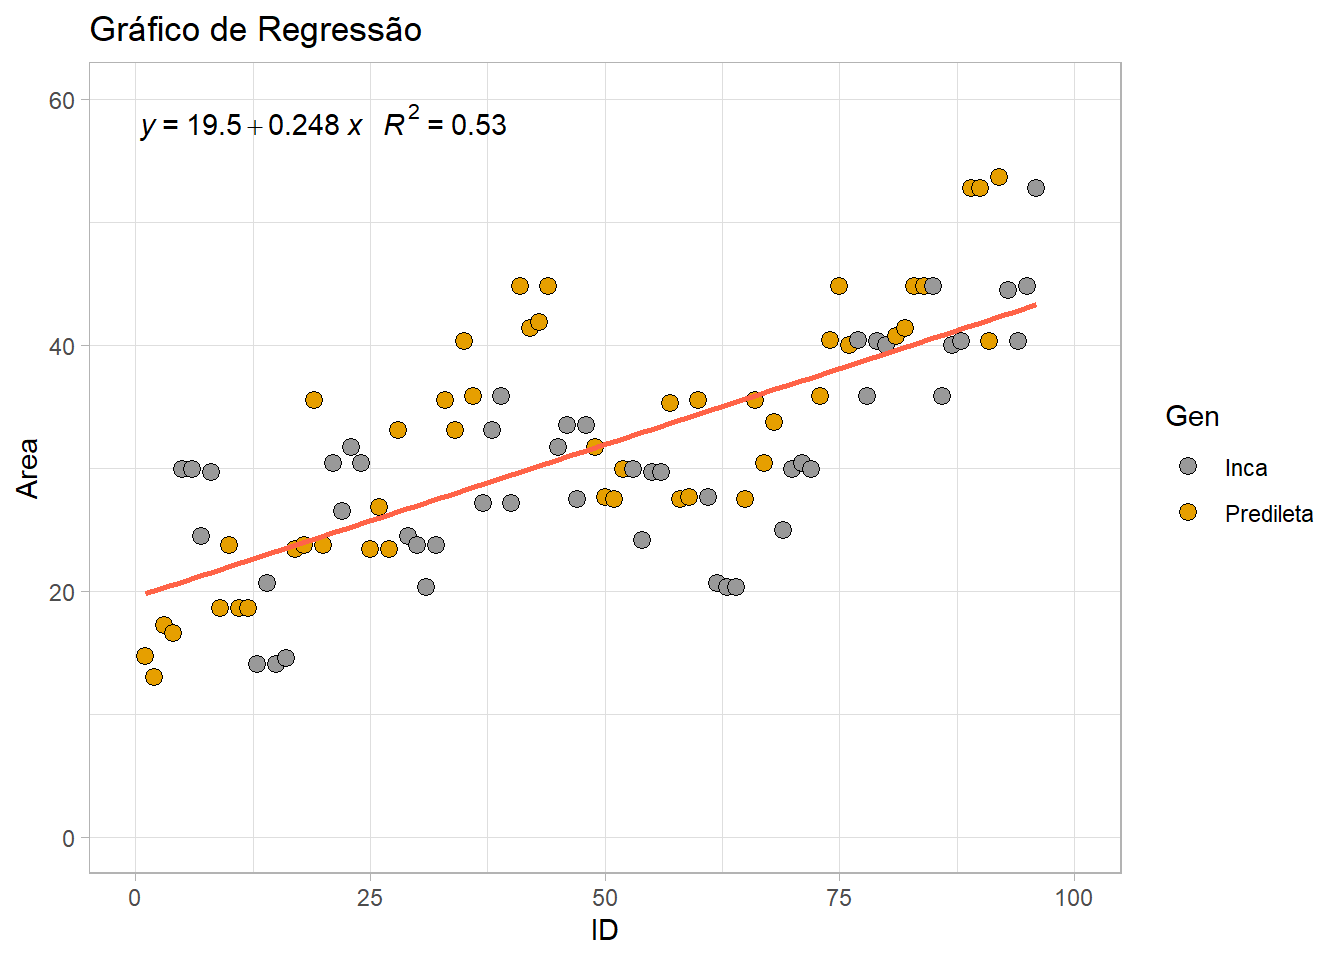 Gráfico de Regressão
y = 19.5 + 0.248 x R² = 0.53
60
40
20
0
Area
0 25 50 75 100
ID
Gen
Inca
Predileta